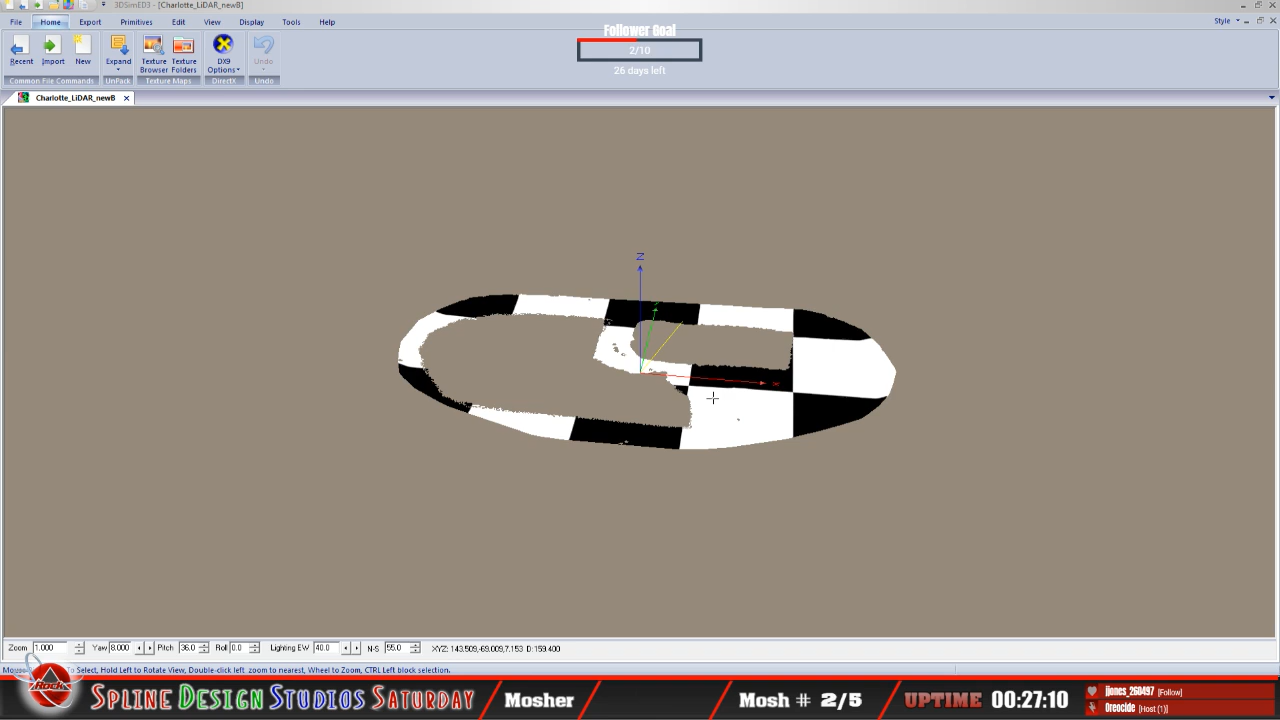 3DSimED3 - [Charlotte_LiDAR_newB]
File Home Export Primitives Edit View Display Tools Help Style
Follower Goal
2/10
26 days left
Recent Import New Expand Texture Browser Texture Folders DX9 Options Undo
Common File Commands UnPack Texture Maps DirectX Undo
Charlotte_LiDAR_newB
Z
x
Zoom 1.000 Yaw 8.000 Pitch 36.0 Roll 0.0 Lighting EW 40.0 N-S 55.0 XYZ: 143.509,-69.009,7.153 D:159.400
To Select, Hold Left to Rotate View, Double-click left zoom to nearest, Wheel to Zoom, CTRL Left block selection.
SPLINE DESIGN STUDIOS SATURDAY Mosher Mosh # 2/5 UPTIME 00:27:10
jjones_260497 [Follow]
Oreocide [Host (1)]